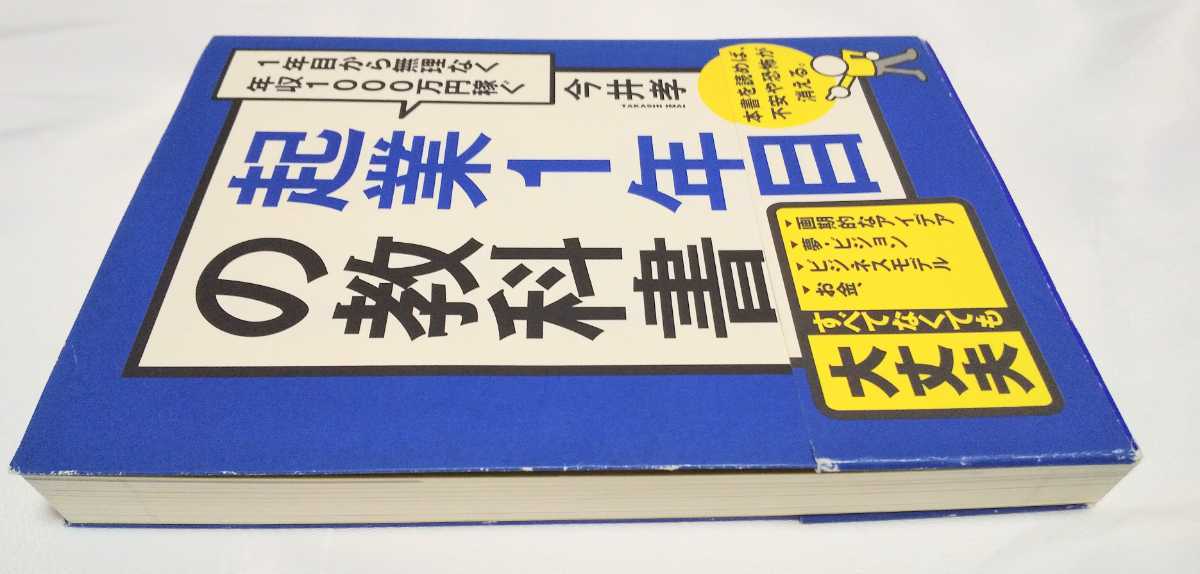 1年目から無理なく
年収1000万円稼ぐ
今井孝
TAKASHI IMAI
起業1年目
の教科書
本書を読めば、
不安や恐怖が
消える。
▶画期的なアイデア
▶夢・ビジョン
▶ビジネスモデル
▶お金、
すべてなくても
大丈夫